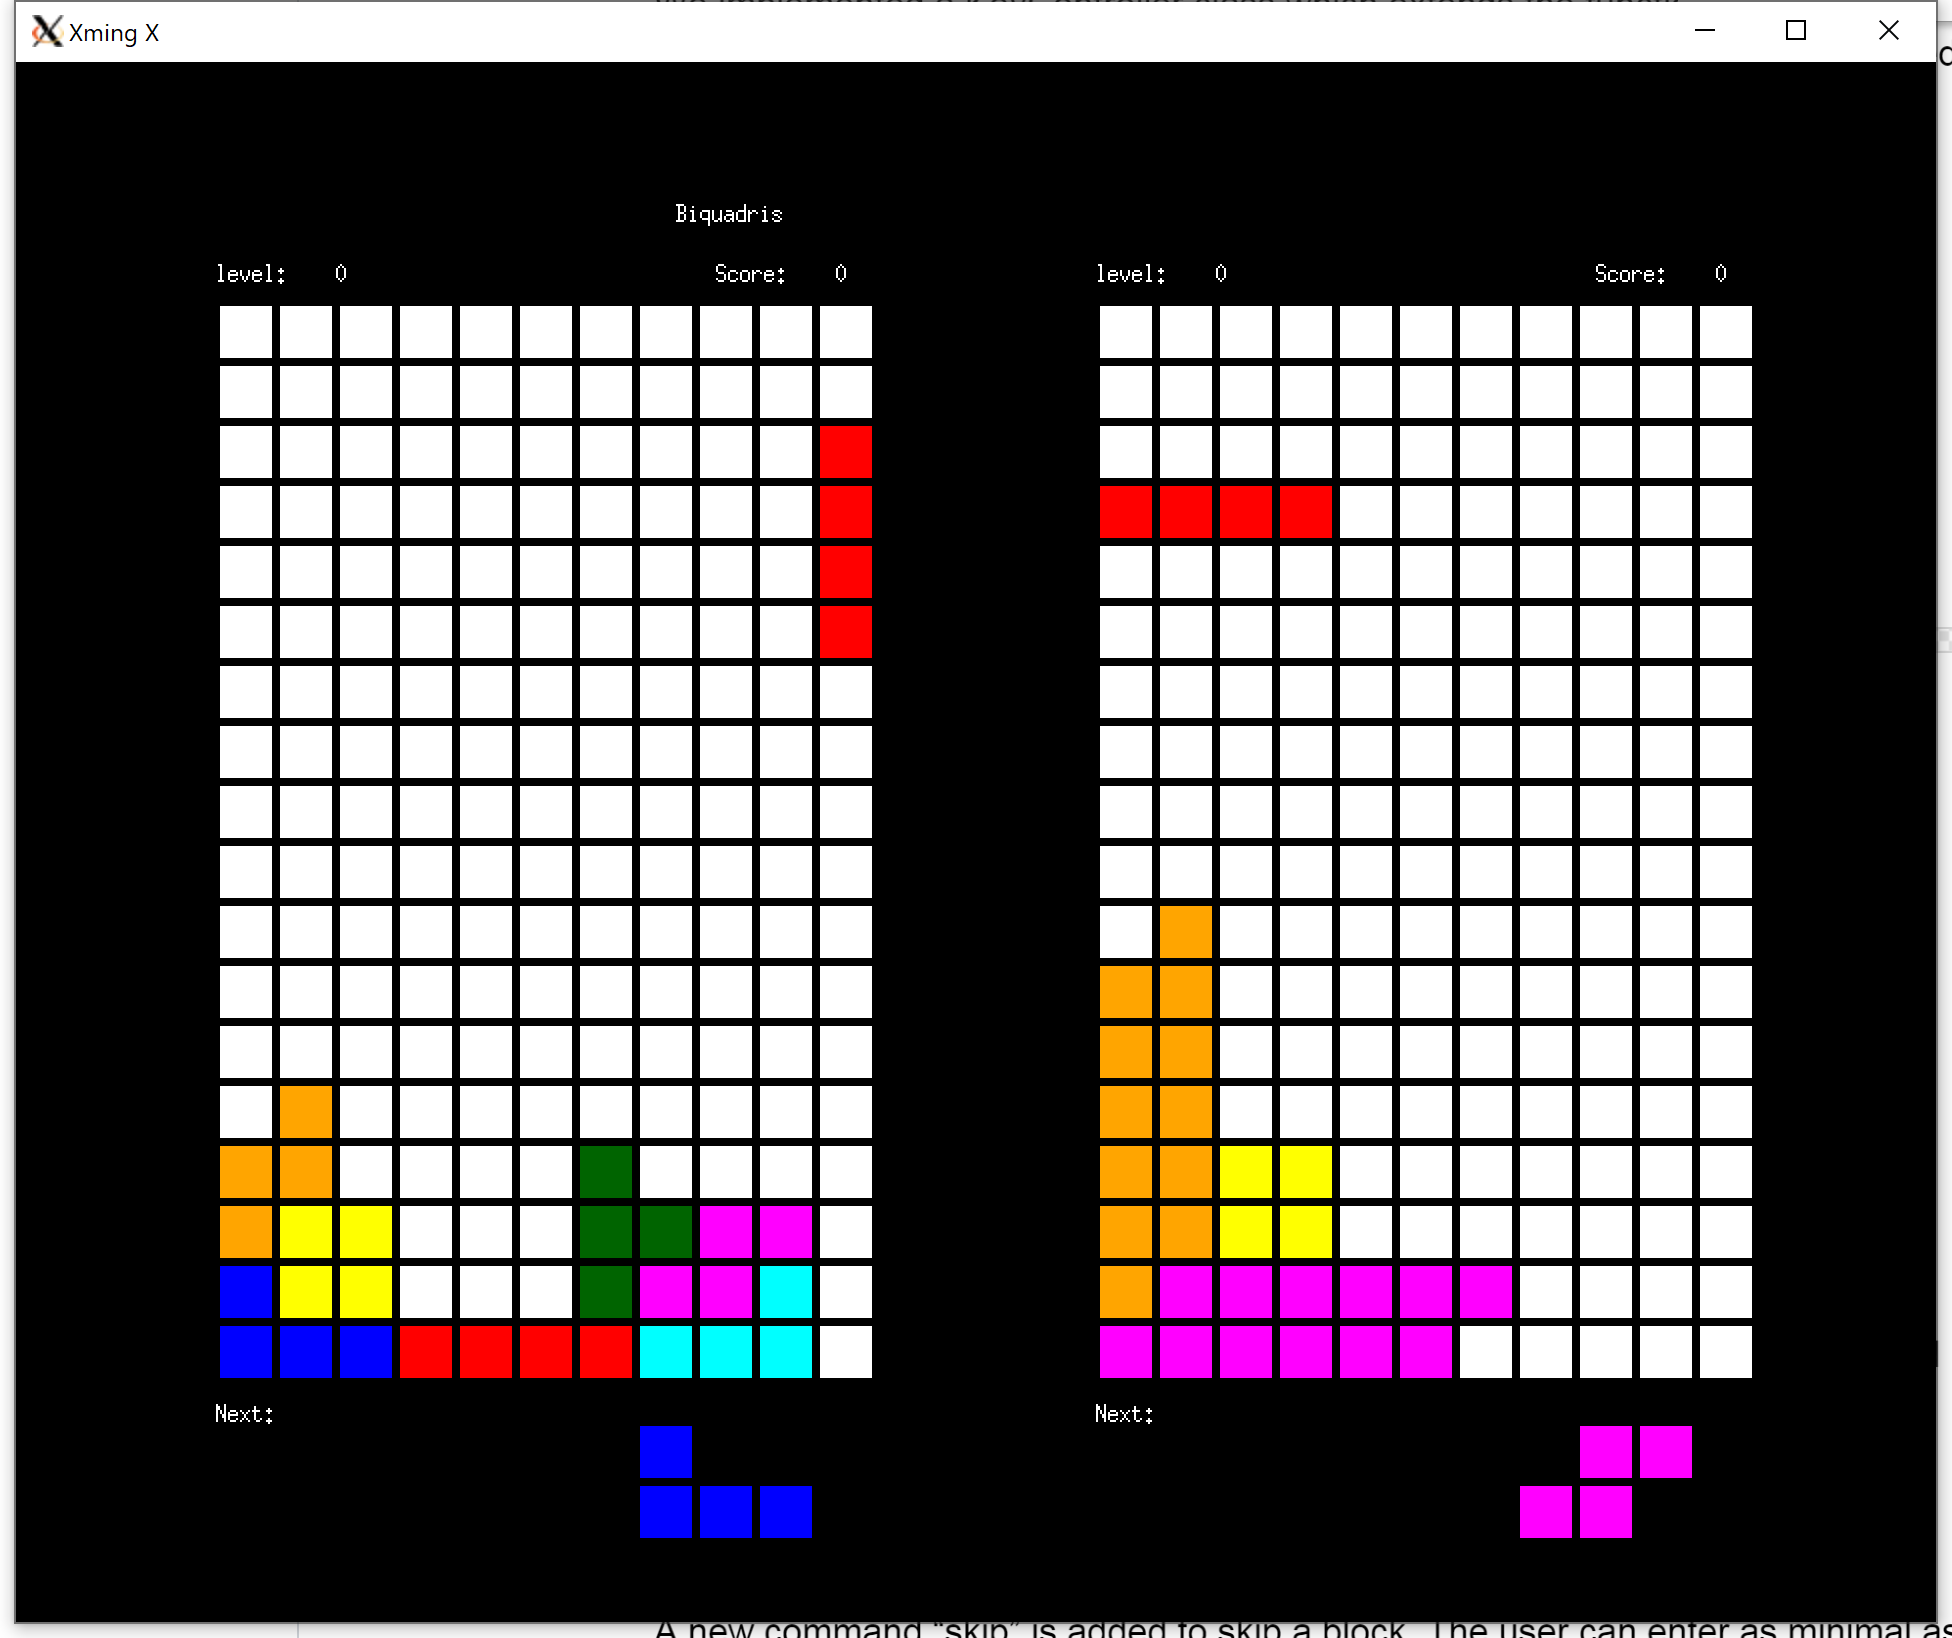 Xming X
Biquadris
level: 0 Score: 0 level: 0 Score: 0
Next: Next:
A new command “skip” is added to skip a block. The user can enter as minimal as